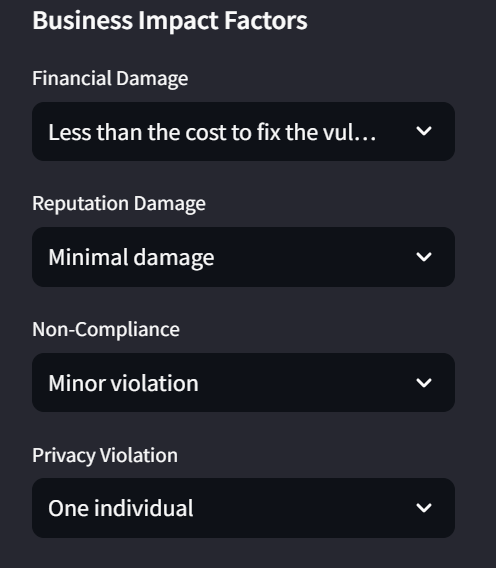 Business Impact Factors
Financial Damage
Less than the cost to fix the vul...
Reputation Damage
Minimal damage
Non-Compliance
Minor violation
Privacy Violation
One individual